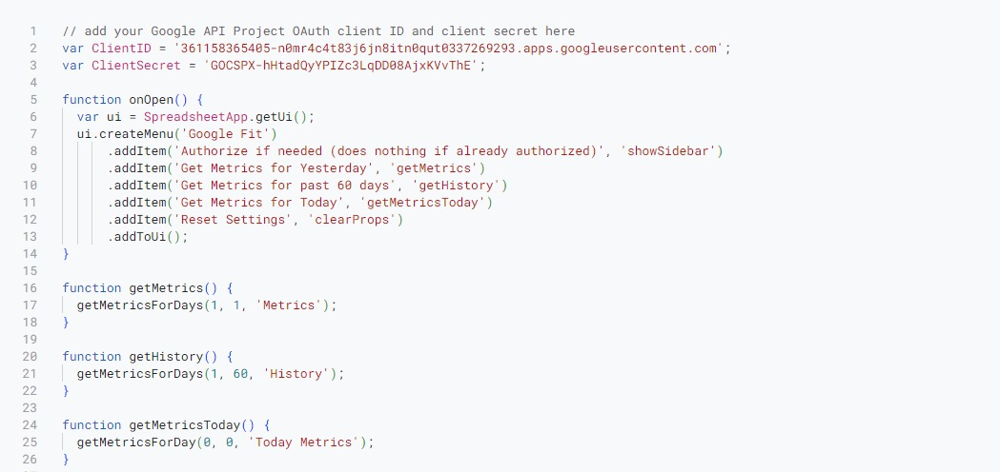 1 // add your Google API Project OAuth client ID and client secret here
2 var ClientID = '361158365405-n0mr4c4t83j6jn8itn0qut0337269293.apps.googleusercontent.com';
3 var ClientSecret = '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';
4
5 function onOpen() {
6 var ui = SpreadsheetApp.getUi();
7 ui.createMenu('Google Fit')
8 .addItem('Authorize if needed (does nothing if already authorized)', 'showSidebar')
9 .addItem('Get Metrics for Yesterday', 'getMetrics')
10 .addItem('Get Metrics for past 60 days', 'getHistory')
11 .addItem('Get Metrics for Today', 'getMetricsToday')
12 .addItem('Reset Settings', 'clearProps')
13 .addToUi();
14 }
15
16 function getMetrics() {
17 getMetricsForDays(1, 1, 'Metrics');
18 }
19
20 function getHistory() {
21 getMetricsForDays(1, 60, 'History');
22 }
23
24 function getMetricsToday() {
25 getMetricsForDay(0, 0, 'Today Metrics');
26 }